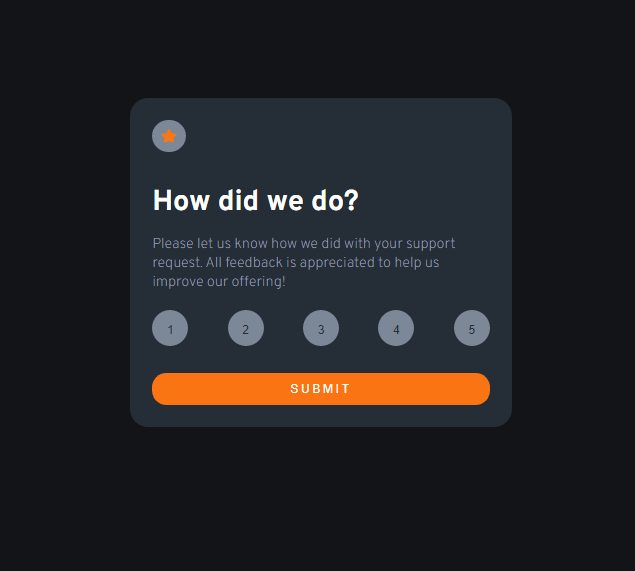 How did we do?
Please let us know how we did with your support
request. All feedback is appreciated to help us
improve our offering!
1 2 3 4 5
SUBMIT